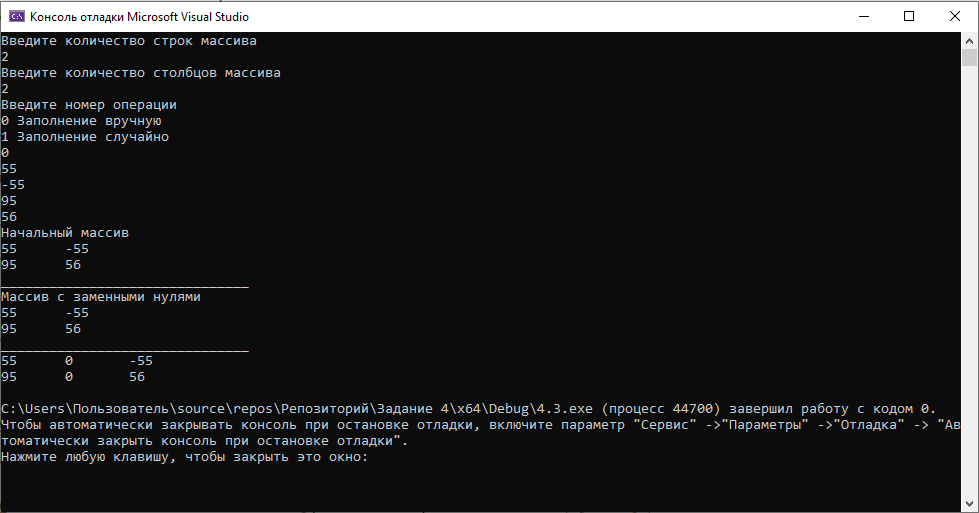 Консоль отладки Microsoft Visual Studio
Введите количество строк массива
2
Введите количество столбцов массива
2
Введите номер операции
0 Заполнение вручную
1 Заполнение случайно
0
55
-55
95
56
Начальный массив
55 -55
95 56
_______________________________
Массив с заменными нулями
55 -55
95 56
_______________________________
55 0 -55
95 0 56
C:\Users\Пользователь\source\repos\Репозиторий\Задание 4\x64\Debug\4.3.exe (процесс 44700) завершил работу с кодом 0.
Чтобы автоматически закрывать консоль при остановке отладки, включите параметр "Сервис" ->"Параметры" ->"Отладка" -> "Ав
томатически закрыть консоль при остановке отладки".
Нажмите любую клавишу, чтобы закрыть это окно: